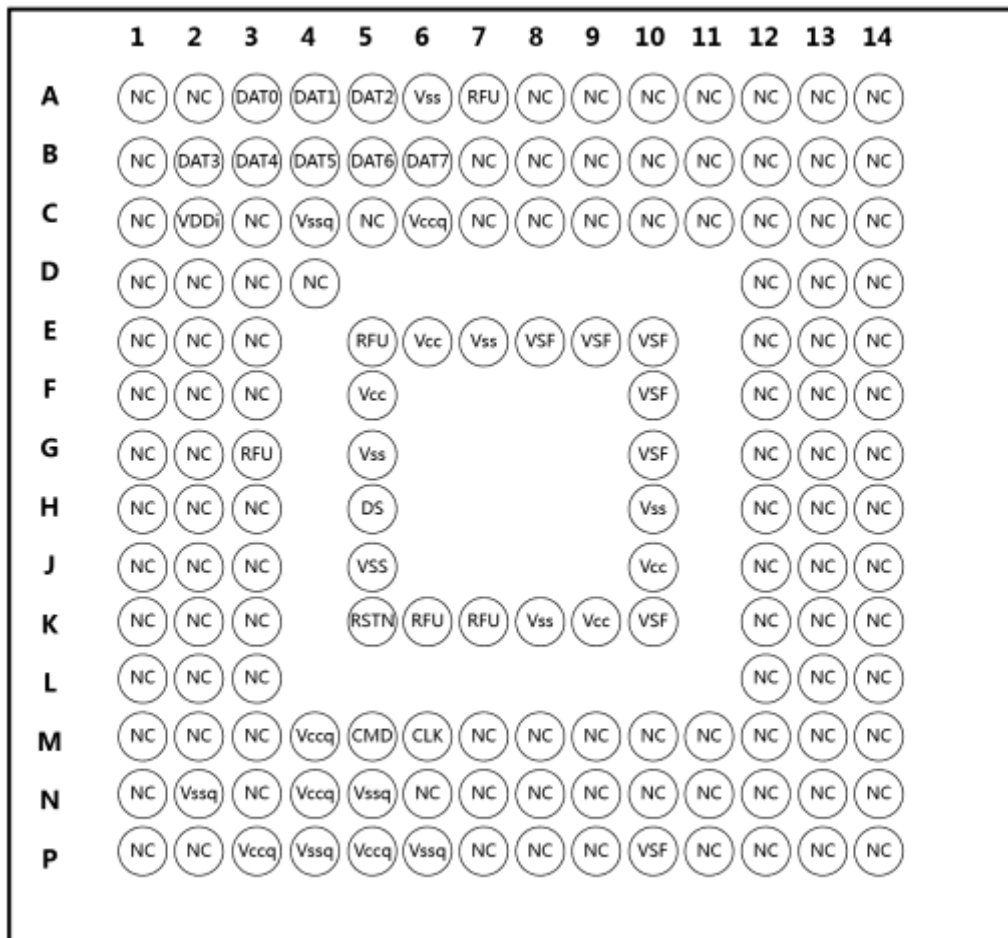 1 2 3 4 5 6 7 8 9 10 11 12 13 14
A NC NC DAT0 DAT1 DAT2 Vss RFU NC NC NC NC NC NC NC
B NC DAT3 DAT4 DAT5 DAT6 DAT7 NC NC NC NC NC NC NC NC
C NC VDDi NC Vssq NC Vccq NC NC NC NC NC NC NC NC
D NC NC NC NC NC NC NC
E NC NC NC RFU Vcc Vss VSF VSF VSF NC NC NC
F NC NC NC Vcc VSF NC NC NC
G NC NC RFU Vss VSF NC NC NC
H NC NC NC DS Vss NC NC NC
J NC NC NC VSS Vcc NC NC NC
K NC NC NC RSTN RFU RFU Vss Vcc VSF NC NC NC
L NC NC NC NC NC NC
M NC NC NC Vccq CMD CLK NC NC NC NC NC NC NC NC
N NC Vssq NC Vccq Vssq NC NC NC NC NC NC NC NC NC
P NC NC Vccq Vssq Vccq Vssq NC NC NC VSF NC NC NC NC